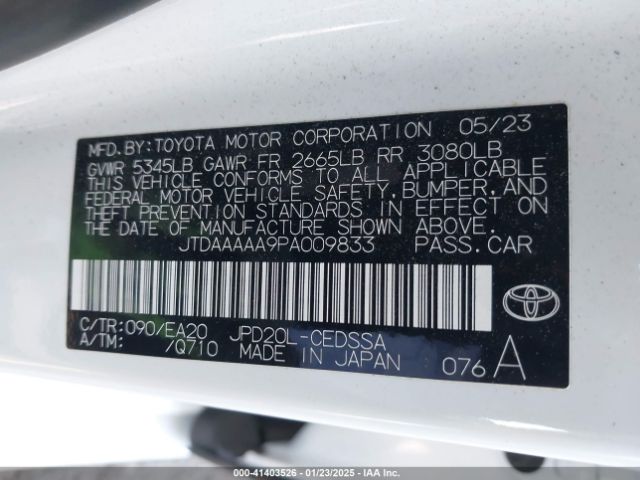 MFD.BY:TOYOTA MOTOR CORPORATION 05/23
GVWR 5345LB GAWR FR 2665LB RR 3080LB
THIS VEHICLE CONFORMS TO ALL APPLICABLE
FEDERAL MOTOR VEHICLE SAFETY,BUMPER,AND
THEFT PREVENTION STANDARDS IN EFFECT ON
THE DATE OF MANUFACTURE SHOWN ABOVE.
JTDAAAAA9PA009833 PASS.CAR
C/TR:090/EA20 JPD20L-CEDSSA
A/TM: /Q710 MADE IN JAPAN 076 A
000-41403526 - 01/23/2025 - IAA Inc.